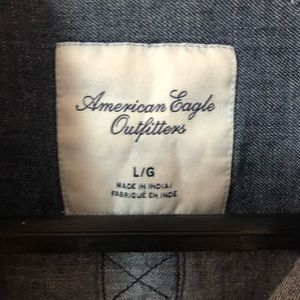 American Eagle
Outfitters
L/G
MADE IN INDIA/
FABRIQUÉ EN INDE